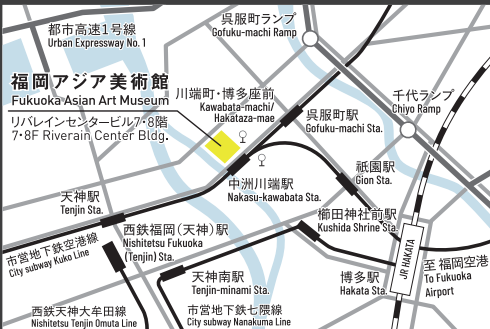 都市高速1号線
Urban Expressway No. 1
呉服町ランプ
Gofuku-machi Ramp
福岡アジア美術館
Fukuoka Asian Art Museum
リバレインセンタービル7・8階
7・8F Riverain Center Bldg.
川端町・博多座前
Kawabata-machi/
Hakataza-mae
呉服町駅
Gofuku-machi Sta.
千代ランプ
Chiyo Ramp
中洲川端駅
Nakasu-kawabata Sta.
祇園駅
Gion Sta.
天神駅
Tenjin Sta.
西鉄福岡(天神)駅
Nishitetsu Fukuoka
(Tenjin) Sta.
櫛田神社前駅
Kushida Shrine Sta.
市営地下鉄空港線
City subway Kuko Line
天神南駅
Tenjin-minami Sta.
博多駅
Hakata Sta.
JR HAKATA
至 福岡空港
To Fukuoka
Airport
西鉄天神大牟田線
Nishitetsu Tenjin Omuta Line
市営地下鉄七隈線
City subway Nanakuma Line